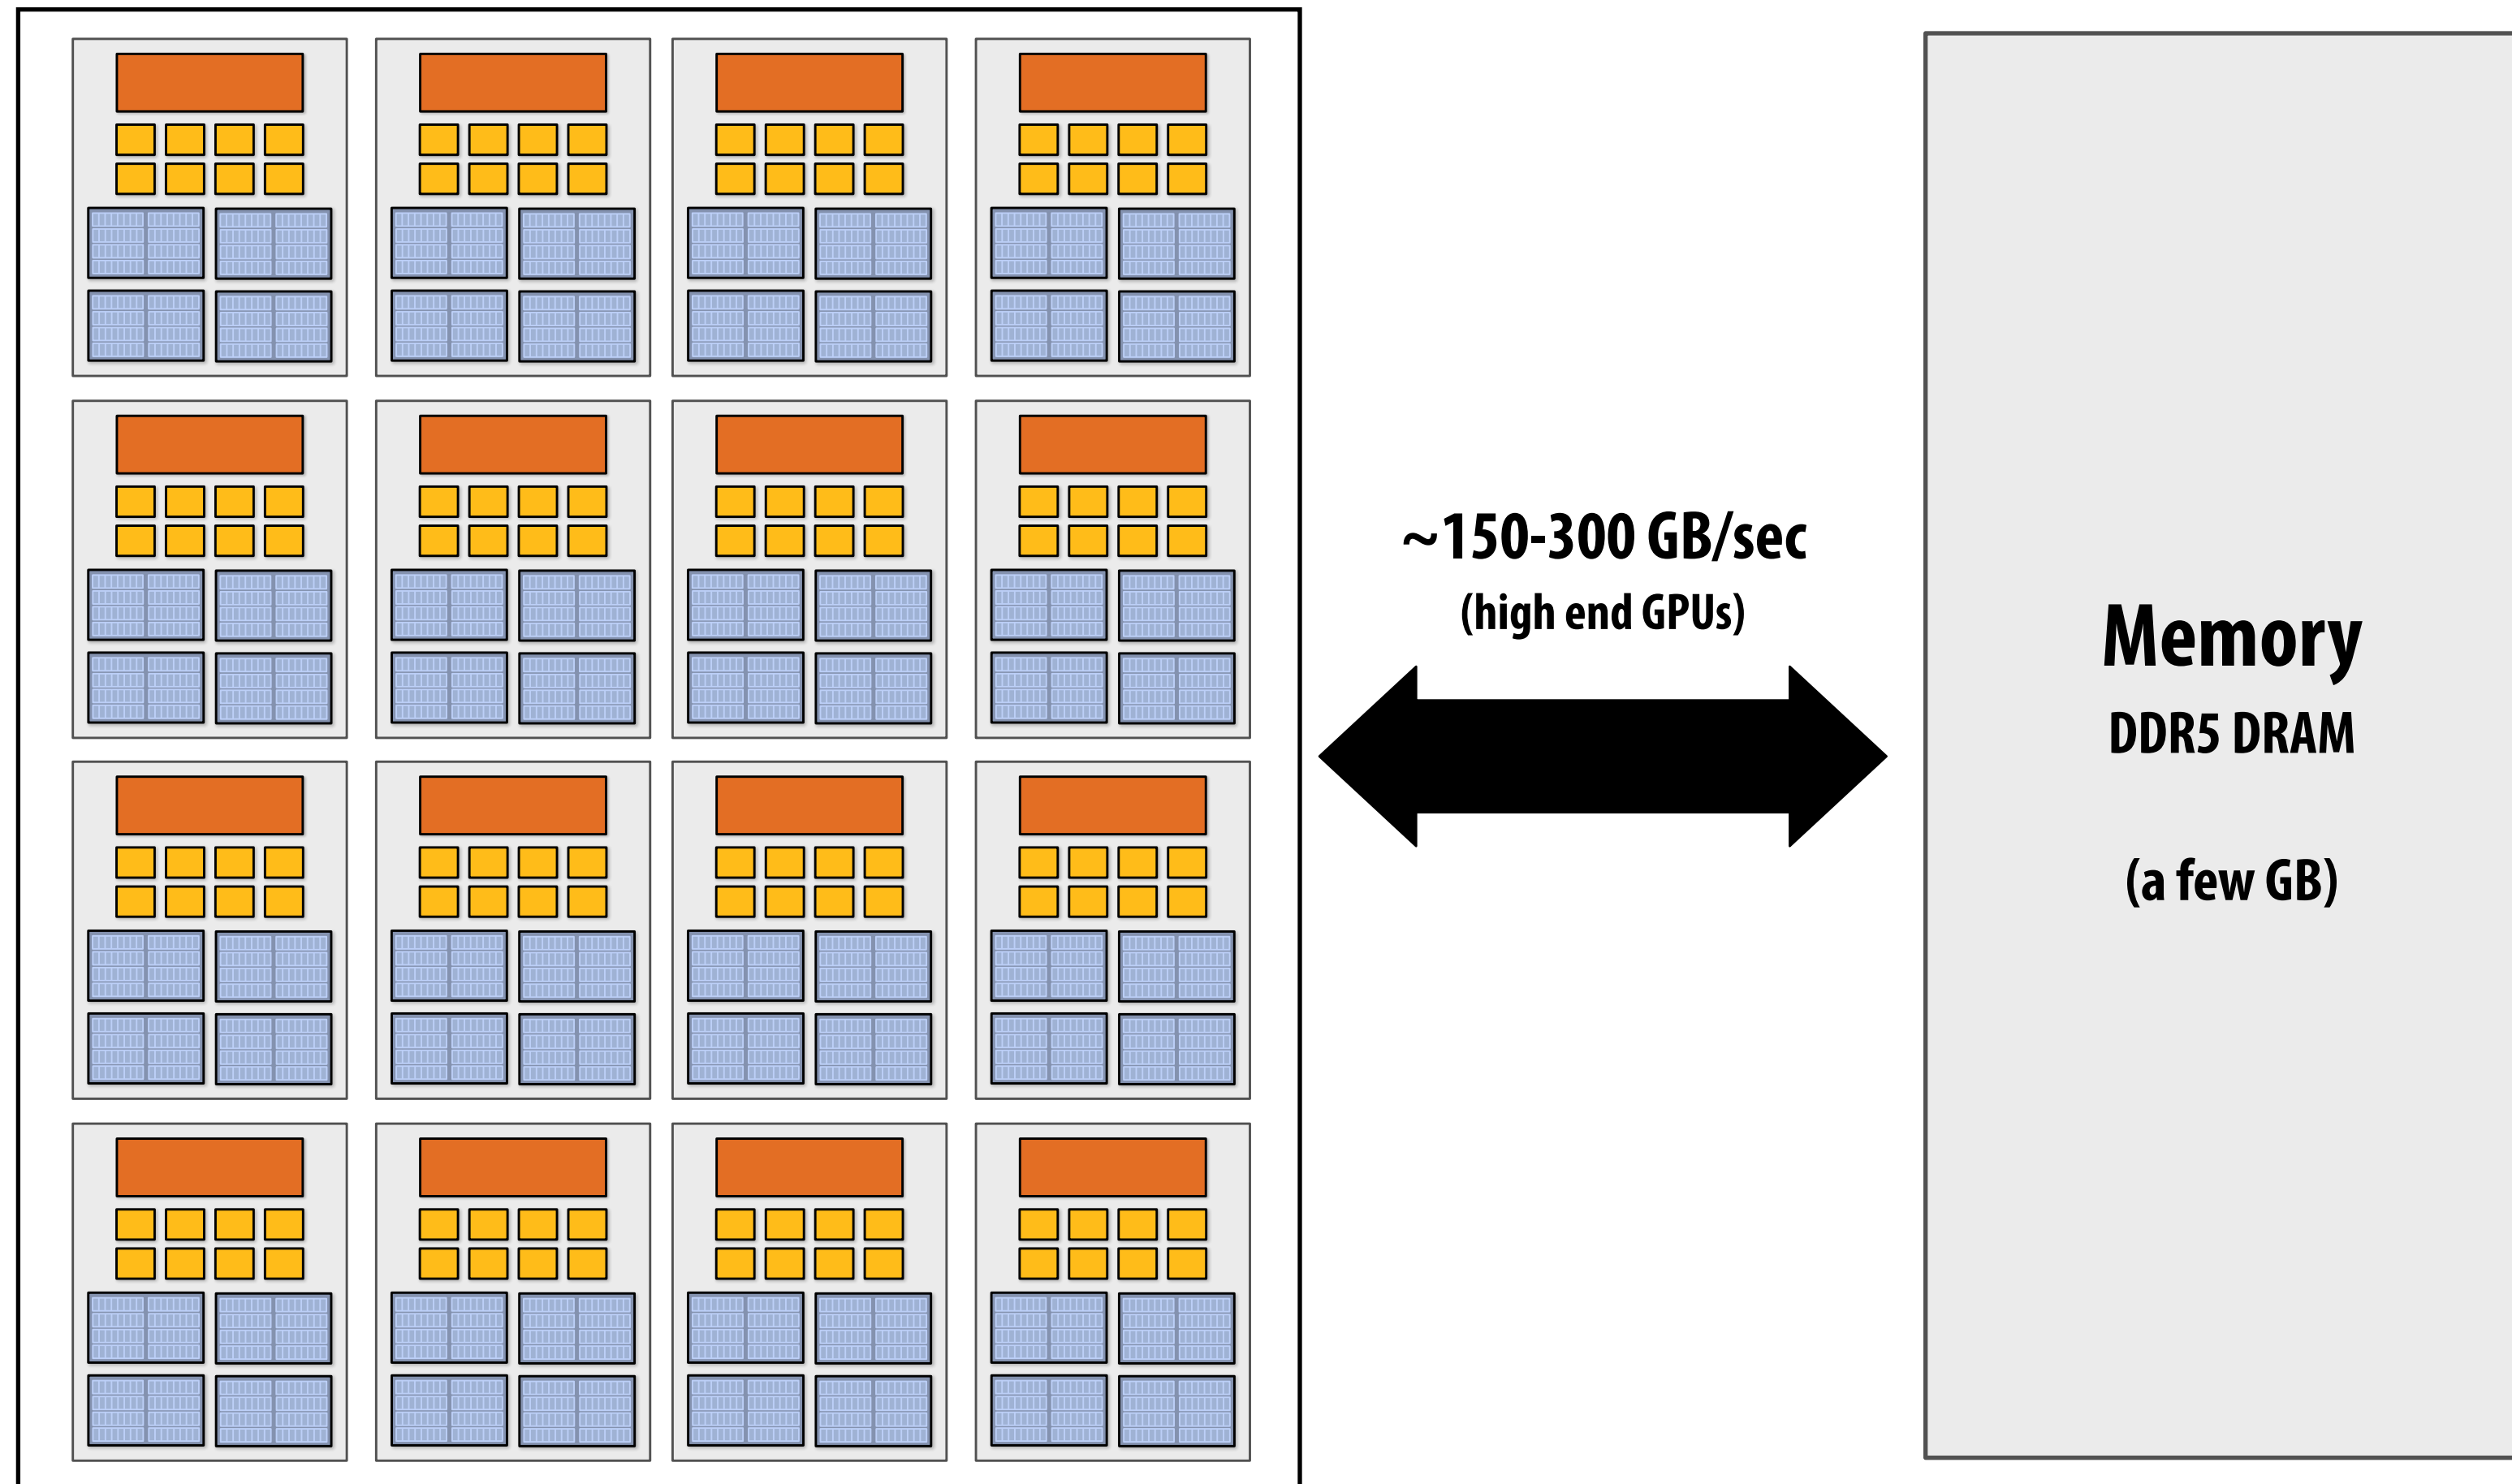 ~150-300 GB/sec
(high end GPUs)
Memory
DDR5 DRAM
(a few GB)